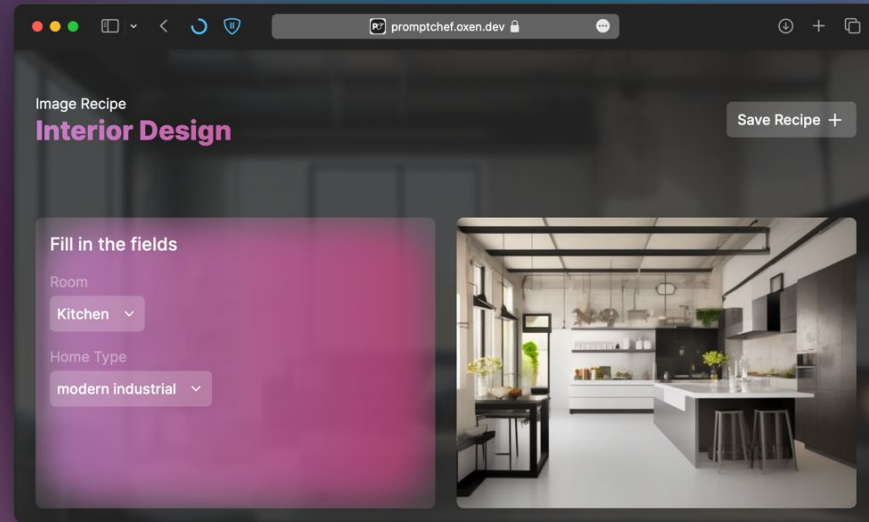 promptchef.oxen.dev
Image Recipe
Interior Design
Save Recipe +
Fill in the fields
Room
Kitchen
Home Type
modern industrial